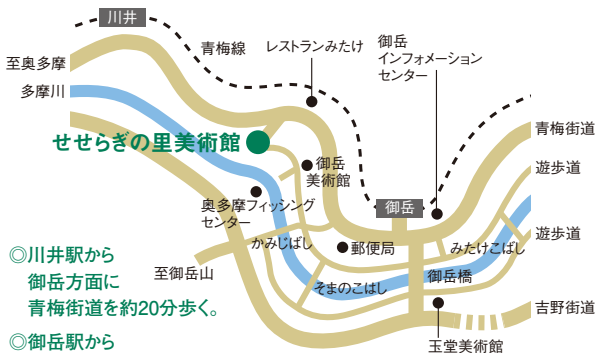 川井
青梅線
レストランみたけ
御岳
インフォメーション
センター
至奥多摩
多摩川
せせらぎの里美術館
青梅街道
遊歩道
御岳
美術館
奥多摩フィッシング
センター
御岳
かみじばし
郵便局
みたけこばし
遊歩道
至御岳山
そまのこはし
御岳橋
吉野街道
玉堂美術館
◎川井駅から
御岳方面に
青梅街道を約20分歩く。
◎御岳駅から